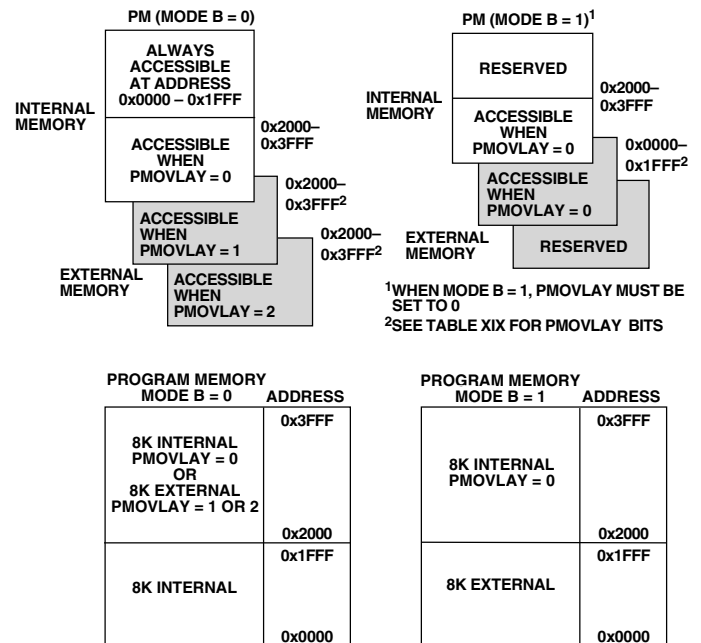 PM (MODE B = 0)
ALWAYS
ACCESSIBLE
AT ADDRESS
0x0000 – 0x1FFF
INTERNAL
MEMORY
ACCESSIBLE
WHEN
PMOVLAY = 0
0x2000–
0x3FFF
ACCESSIBLE
WHEN
PMOVLAY = 1
0x2000–
0x3FFF²
EXTERNAL
MEMORY
ACCESSIBLE
WHEN
PMOVLAY = 2
0x2000–
0x3FFF²
PM (MODE B = 1)¹
RESERVED
INTERNAL
MEMORY
0x2000–
0x3FFF
ACCESSIBLE
WHEN
PMOVLAY = 0
0x0000–
0x1FFF²
ACCESSIBLE
WHEN
PMOVLAY = 0
EXTERNAL
MEMORY
RESERVED
¹WHEN MODE B = 1, PMOVLAY MUST BE
SET TO 0
²SEE TABLE XIX FOR PMOVLAY BITS
PROGRAM MEMORY
MODE B = 0
ADDRESS
8K INTERNAL
PMOVLAY = 0
OR
8K EXTERNAL
PMOVLAY = 1 OR 2
0x3FFF
0x2000
8K INTERNAL
0x1FFF
0x0000
PROGRAM MEMORY
MODE B = 1
ADDRESS
8K INTERNAL
PMOVLAY = 0
0x3FFF
0x2000
8K EXTERNAL
0x1FFF
0x0000